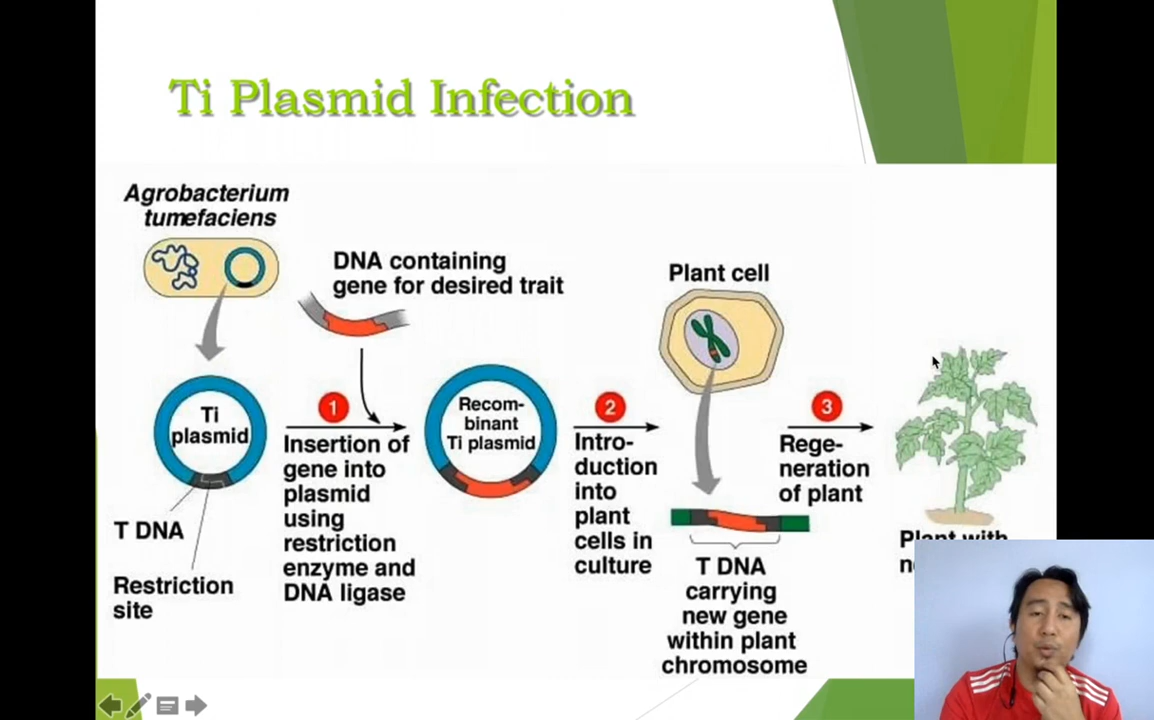 Ti Plasmid Infection
Agrobacterium
tumefaciens
DNA containing
gene for desired trait
Plant cell
Ti
plasmid
1
Recom-
binant
Ti plasmid
2
3
Insertion of
gene into
plasmid
using
restriction
enzyme and
DNA ligase
Intro-
duction
into
plant
cells in
culture
Rege-
neration
of plant
T DNA
Restriction
site
T DNA
carrying
new gene
within plant
chromosome
Plant with